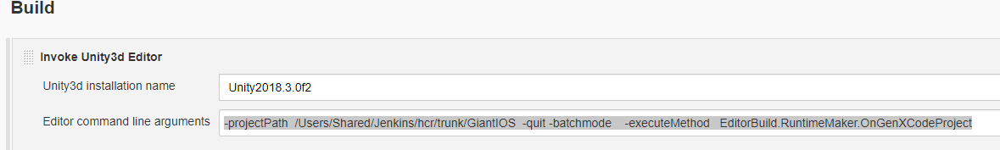 Build
Invoke Unity3d Editor
Unity3d installation name
Unity2018.3.0f2
Editor command line arguments
-projectPath  /Users/Shared/Jenkins/hcr/trunk/GiantIOS  -quit -batchmode    -executeMethod   EditorBuild.RuntimeMaker.OnGenXCodeProject